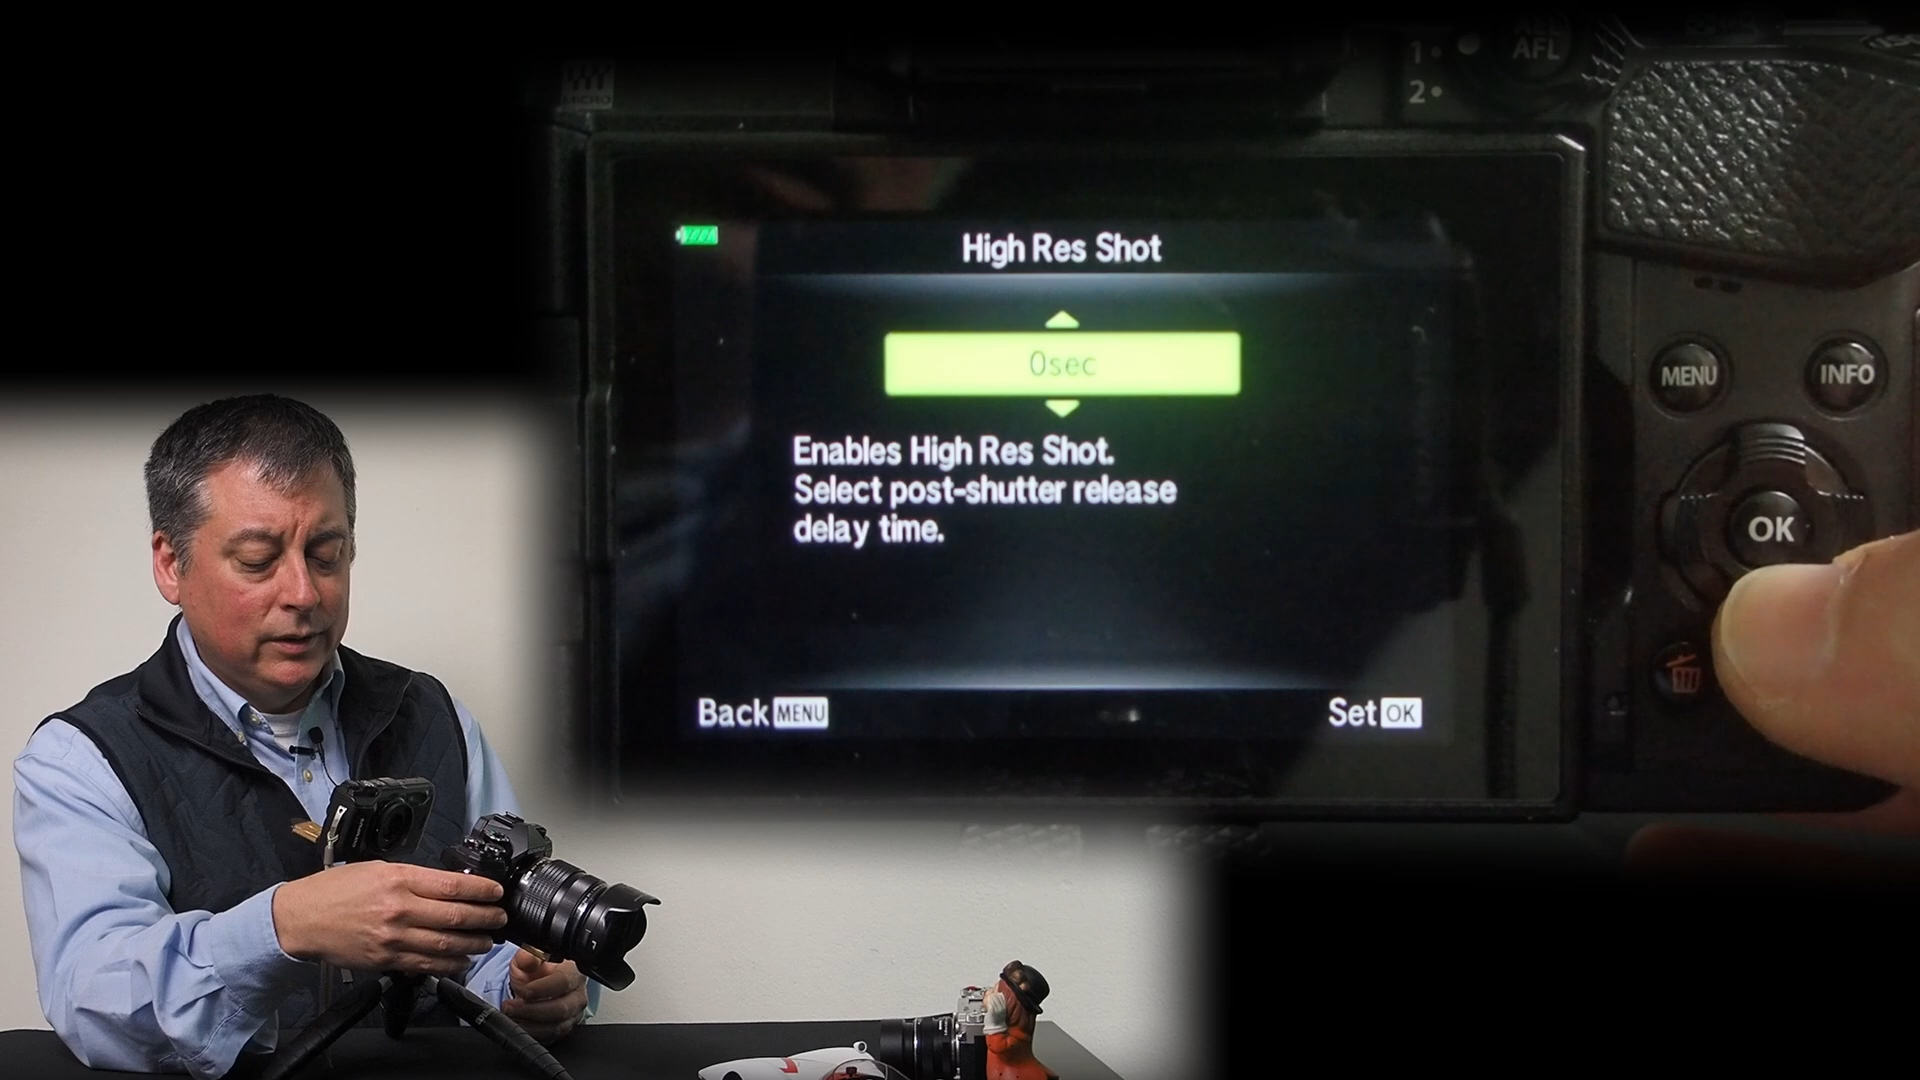 MICRO
AEL
AFL
1
2
High Res Shot
0sec
Enables High Res Shot.
Select post-shutter release
delay time.
Back MENU
Set OK
MENU
INFO
OK